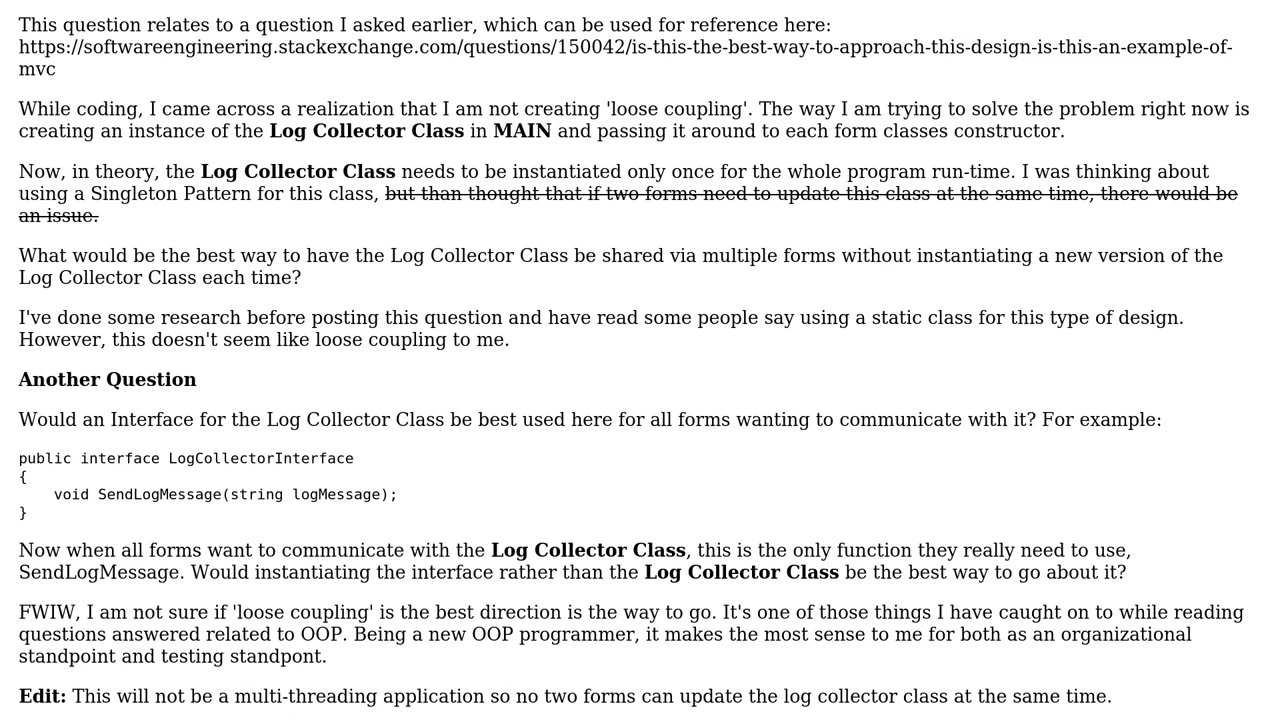 This question relates to a question I asked earlier, which can be used for reference here:
https://softwareengineering.stackexchange.com/questions/150042/is-this-the-best-way-to-approach-this-design-is-this-an-example-of-
mvc
While coding, I came across a realization that I am not creating 'loose coupling'. The way I am trying to solve the problem right now is
creating an instance of the Log Collector Class in MAIN and passing it around to each form classes constructor.
Now, in theory, the Log Collector Class needs to be instantiated only once for the whole program run-time. I was thinking about
using a Singleton Pattern for this class, but than thought that if two forms need to update this class at the same time, there would be
an issue.
What would be the best way to have the Log Collector Class be shared via multiple forms without instantiating a new version of the
Log Collector Class each time?
I've done some research before posting this question and have read some people say using a static class for this type of design.
However, this doesn't seem like loose coupling to me.
Another Question
Would an Interface for the Log Collector Class be best used here for all forms wanting to communicate with it? For example:
public interface LogCollectorInterface
{
    void SendLogMessage(string logMessage);
}
Now when all forms want to communicate with the Log Collector Class, this is the only function they really need to use,
SendLogMessage. Would instantiating the interface rather than the Log Collector Class be the best way to go about it?
FWIW, I am not sure if 'loose coupling' is the best direction is the way to go. It's one of those things I have caught on to while reading
questions answered related to OOP. Being a new OOP programmer, it makes the most sense to me for both as an organizational
standpoint and testing standpont.
Edit: This will not be a multi-threading application so no two forms can update the log collector class at the same time.